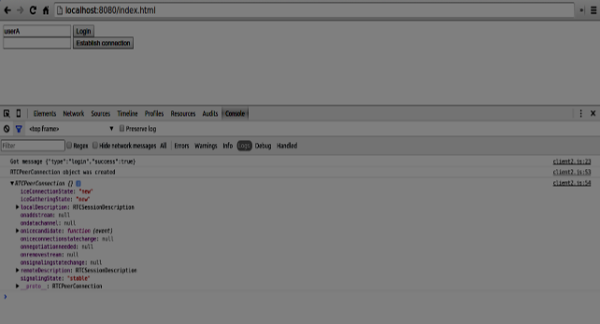 localhost:8080/index.html
userA Login
Establish connection
Elements Network Sources Timeline Profiles Resources Audits Console
<top frame> Preserve log
Filter Regex Hide network messages All Errors Warnings Info Logs Debug Handled
Got message {"type":"login","success":true} client2.js:23
RTCPeerConnection object was created client2.js:53
RTCPeerConnection {} client2.js:54
iceConnectionState: "new"
iceGatheringState: "new"
localDescription: RTCSessionDescription
onaddstream: null
ondatachannel: null
onicecandidate: function (event)
oniceconnectionstatechange: null
onnegotiationneeded: null
onremovestream: null
onsignalingstatechange: null
remoteDescription: RTCSessionDescription
signalingState: "stable"
__proto__: RTCPeerConnection